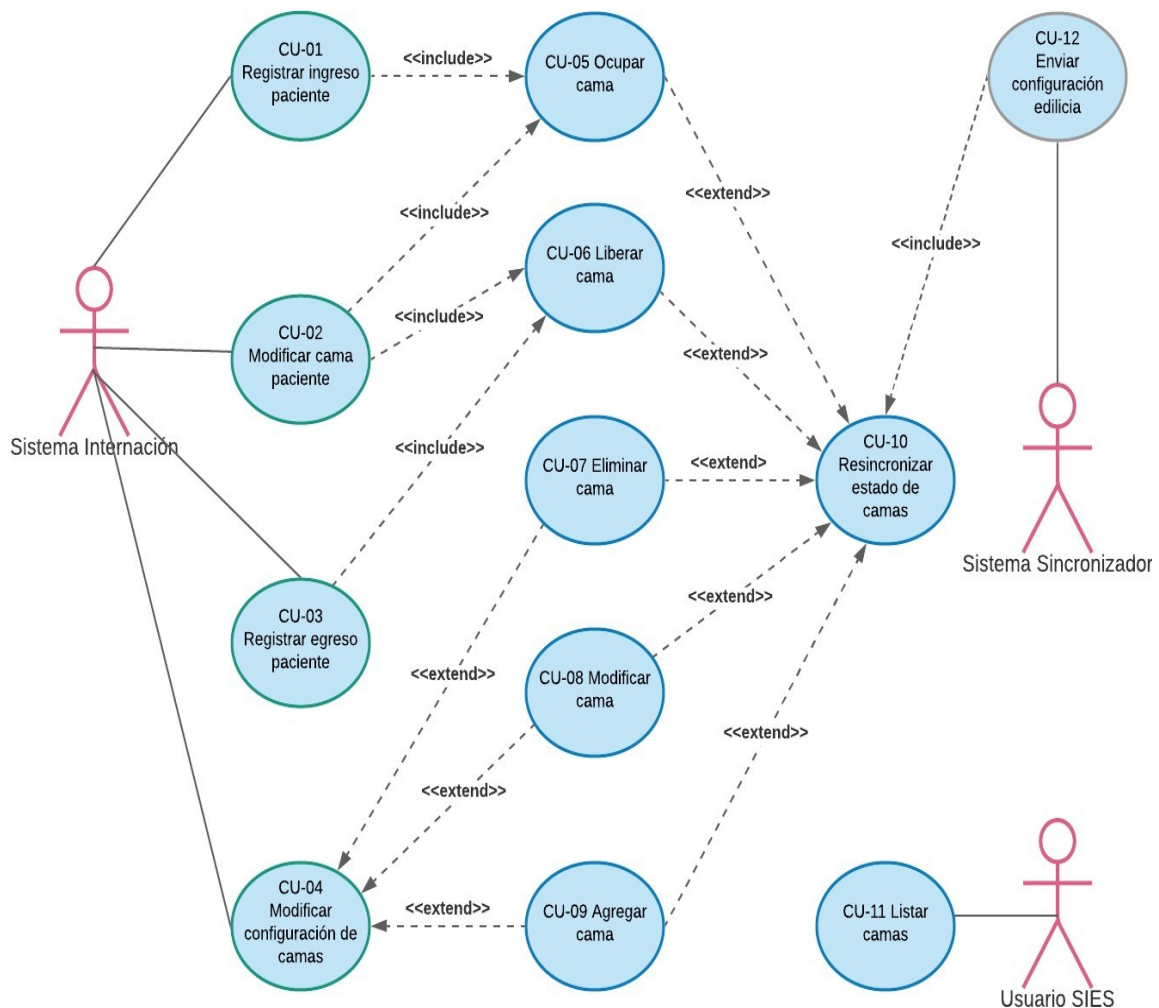 CU-01
Registrar ingreso
paciente
<<include>>
CU-05 Ocupar
cama
CU-12
Enviar
configuración
edilicia
<<extend>>
<<include>>
<<include>>
CU-06 Liberar
cama
<<include>>
CU-02
Modificar cama
paciente
<<extend>>
Sistema Internación
<<include>>
CU-07 Eliminar
cama
<<extend>
CU-10
Resincronizar
estado de
camas
Sistema Sincronizador
CU-03
Registrar egreso
paciente
<<extend>>
<<extend>>
CU-08 Modificar
cama
<<extend>>
<<extend>>
CU-04
Modificar
configuración de
camas
<<extend>>
CU-09 Agregar
cama
CU-11 Listar
camas
Usuario SIES